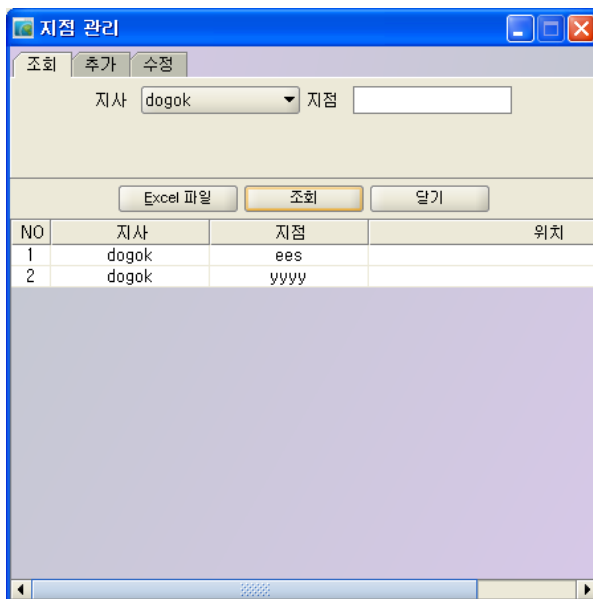 지점 관리
조회 추가 수정
지사 dogok 지점
Excel 파일 조회 닫기
NO 지사 지점 위치
1 dogok ees
2 dogok yyyy